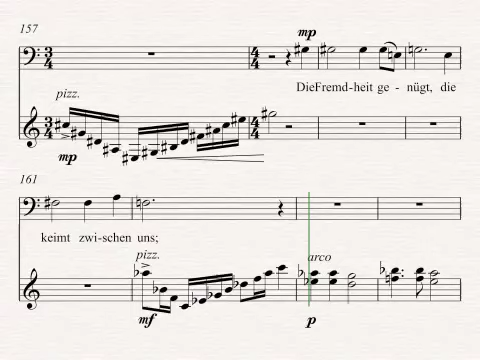 157
mp
DieFremd-heit ge - nügt, die
pizz.
mp
161
keimt zwi-schen uns;
pizz.
arco
mf
p